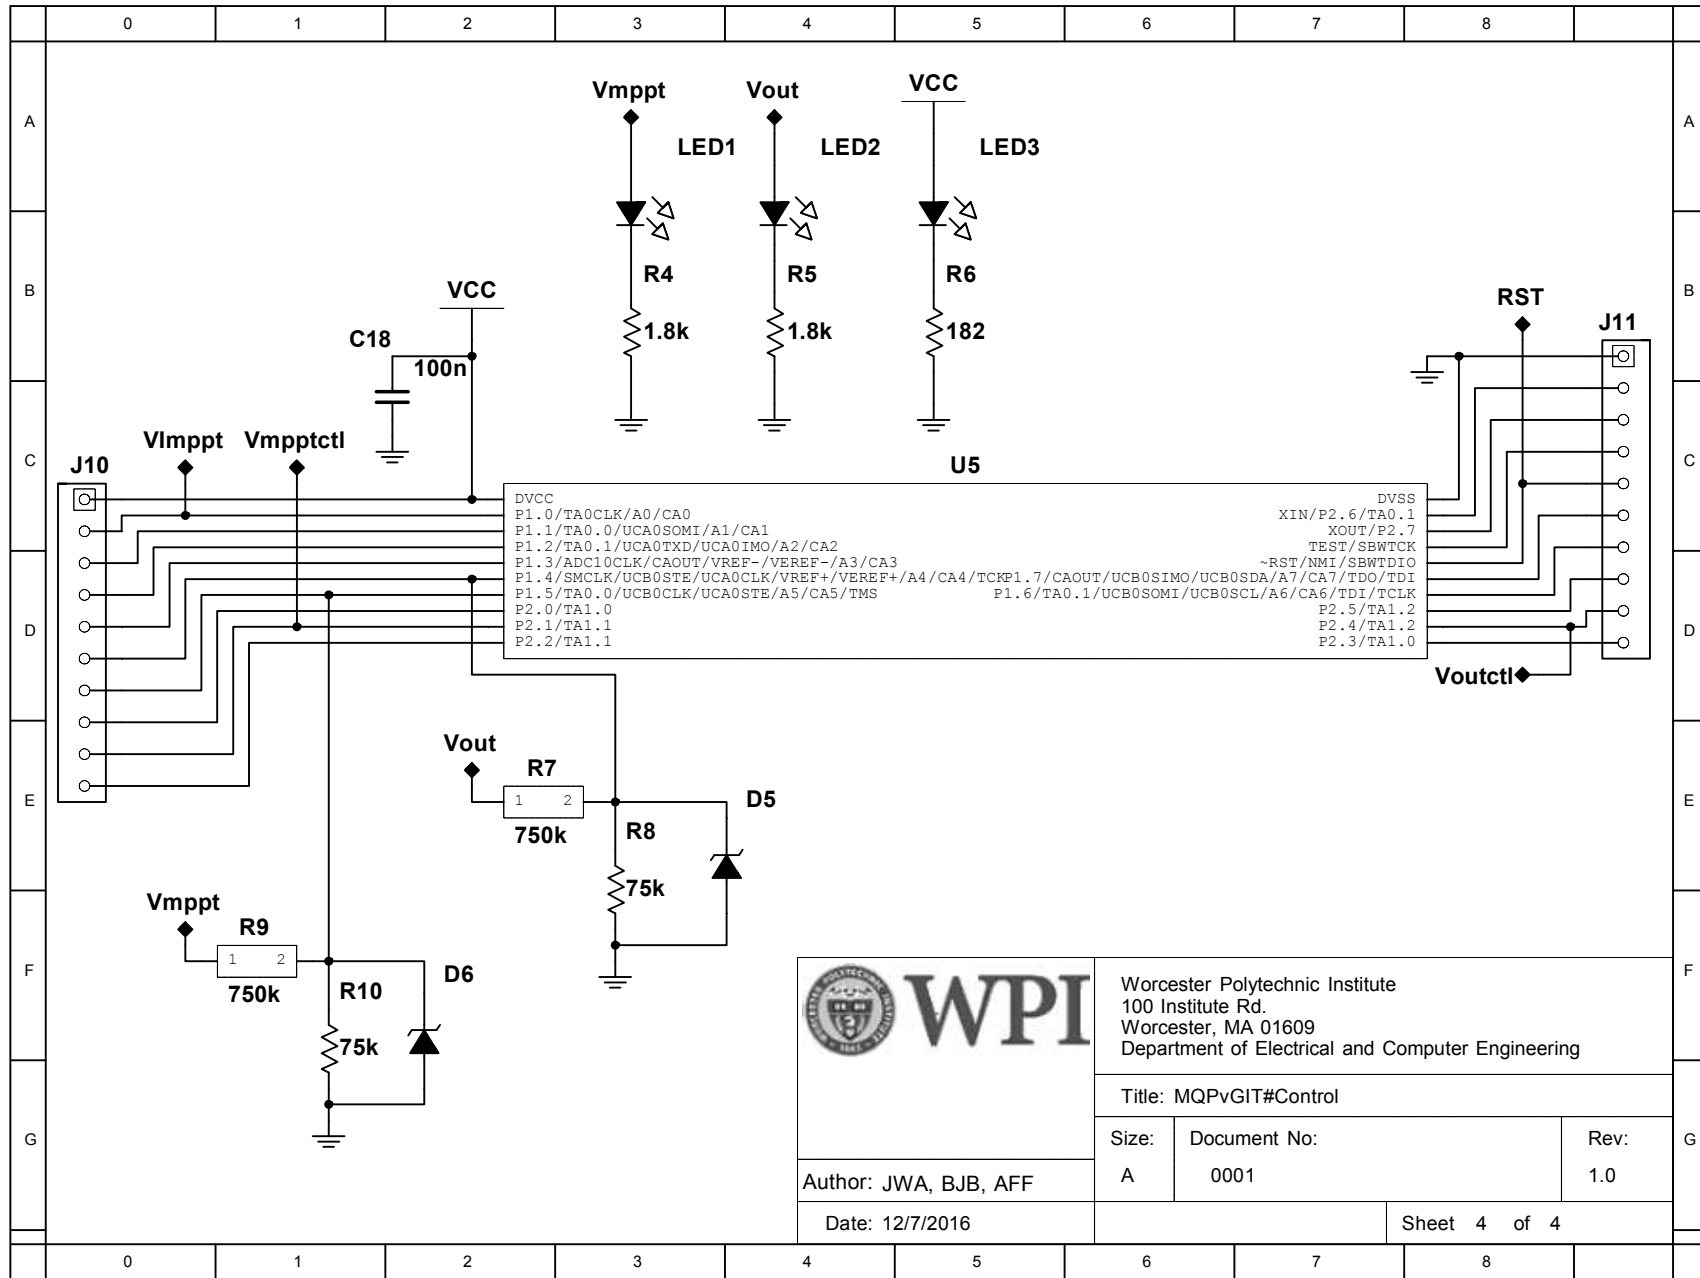 0 1 2 3 4 5 6 7 8
A A
Vmppt Vout VCC
LED1 LED2 LED3
R4 R5 R6
B B
VCC RST
1.8k 1.8k 182
C18 J11
100n
VImppt Vmpptctl
C C
J10 U5
DVCC DVSS
P1.0/TA0CLK/A0/CA0 XIN/P2.6/TA0.1
P1.1/TA0.0/UCA0SOMI/A1/CA1 XOUT/P2.7
P1.2/TA0.1/UCA0TXD/UCA0IMO/A2/CA2 TEST/SBWTCK
P1.3/ADC10CLK/CAOUT/VREF-/VEREF-/A3/CA3 ~RST/NMI/SBWTDIO
P1.4/SMCLK/UCB0STE/UCA0CLK/VREF+/VEREF+/A4/CA4/TCK P1.7/CAOUT/UCB0SIMO/UCB0SDA/A7/CA7/TDO/TDI
P1.5/TA0.0/UCB0CLK/UCA0STE/A5/CA5/TMS P1.6/TA0.1/UCB0SOMI/UCB0SCL/A6/CA6/TDI/TCLK
P2.0/TA1.0 P2.5/TA1.2
P2.1/TA1.1 P2.4/TA1.2
P2.2/TA1.1 P2.3/TA1.0
D D
Voutctl
Vout
R7
1 2
750k
D5
E E
R8
75k
Vmppt
R9
1 2
750k
R10
D6
75k
F F
WPI
Worcester Polytechnic Institute
100 Institute Rd.
Worcester, MA 01609
Department of Electrical and Computer Engineering
Title: MQPvGIT#Control
G G
Size: Document No: Rev:
A 0001 1.0
Author: JWA, BJB, AFF
Date: 12/7/2016
Sheet 4 of 4
0 1 2 3 4 5 6 7 8